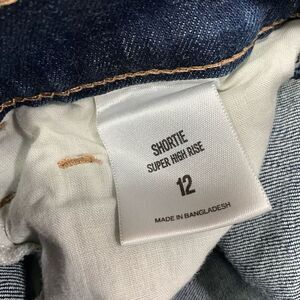 SHORTIE
SUPER HIGH RISE
12
MADE IN BANGLADESH